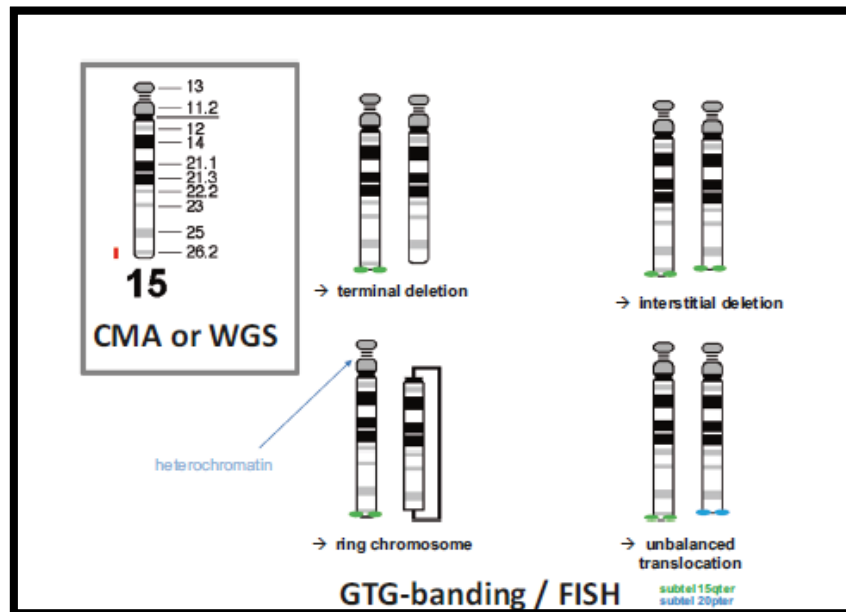 13
11.2
12
14
21.1
21.3
22.2
23
25
26.2
15
CMA or WGS
→ terminal deletion
→ interstitial deletion
heterochromatin
→ ring chromosome
→ unbalanced
translocation
GTG-banding / FISH
subtel 15qter
subtel 20pter